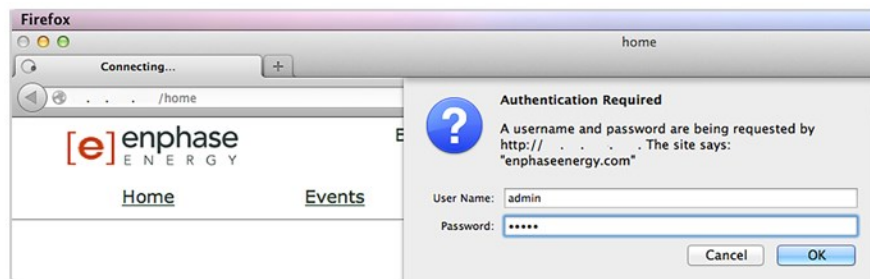 Firefox
home
Connecting...
+
. . . /home
[e] enphase
ENERGY
E
Home
Events
?
Authentication Required
A username and password are being requested by
http:// . . . . The site says:
"enphaseenergy.com"
User Name: admin
Password: •••••
Cancel
OK